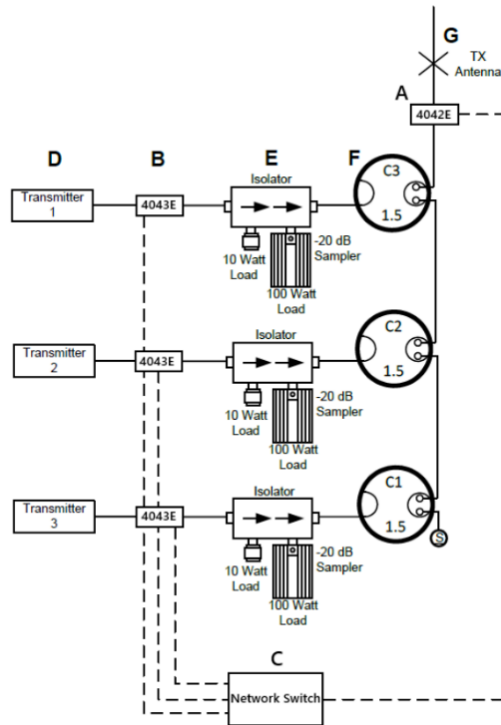 G
TX
Antenna
A
4042E
D
B
E
F
Isolator
C3
Transmitter
1
4043E
1.5
-20 dB
Sampler
10 Watt
Load
100 Watt
Load
Isolator
C2
Transmitter
2
4043E
1.5
-20 dB
Sampler
10 Watt
Load
100 Watt
Load
Isolator
C1
Transmitter
3
4043E
1.5
S
-20 dB
Sampler
10 Watt
Load
100 Watt
Load
C
Network Switch